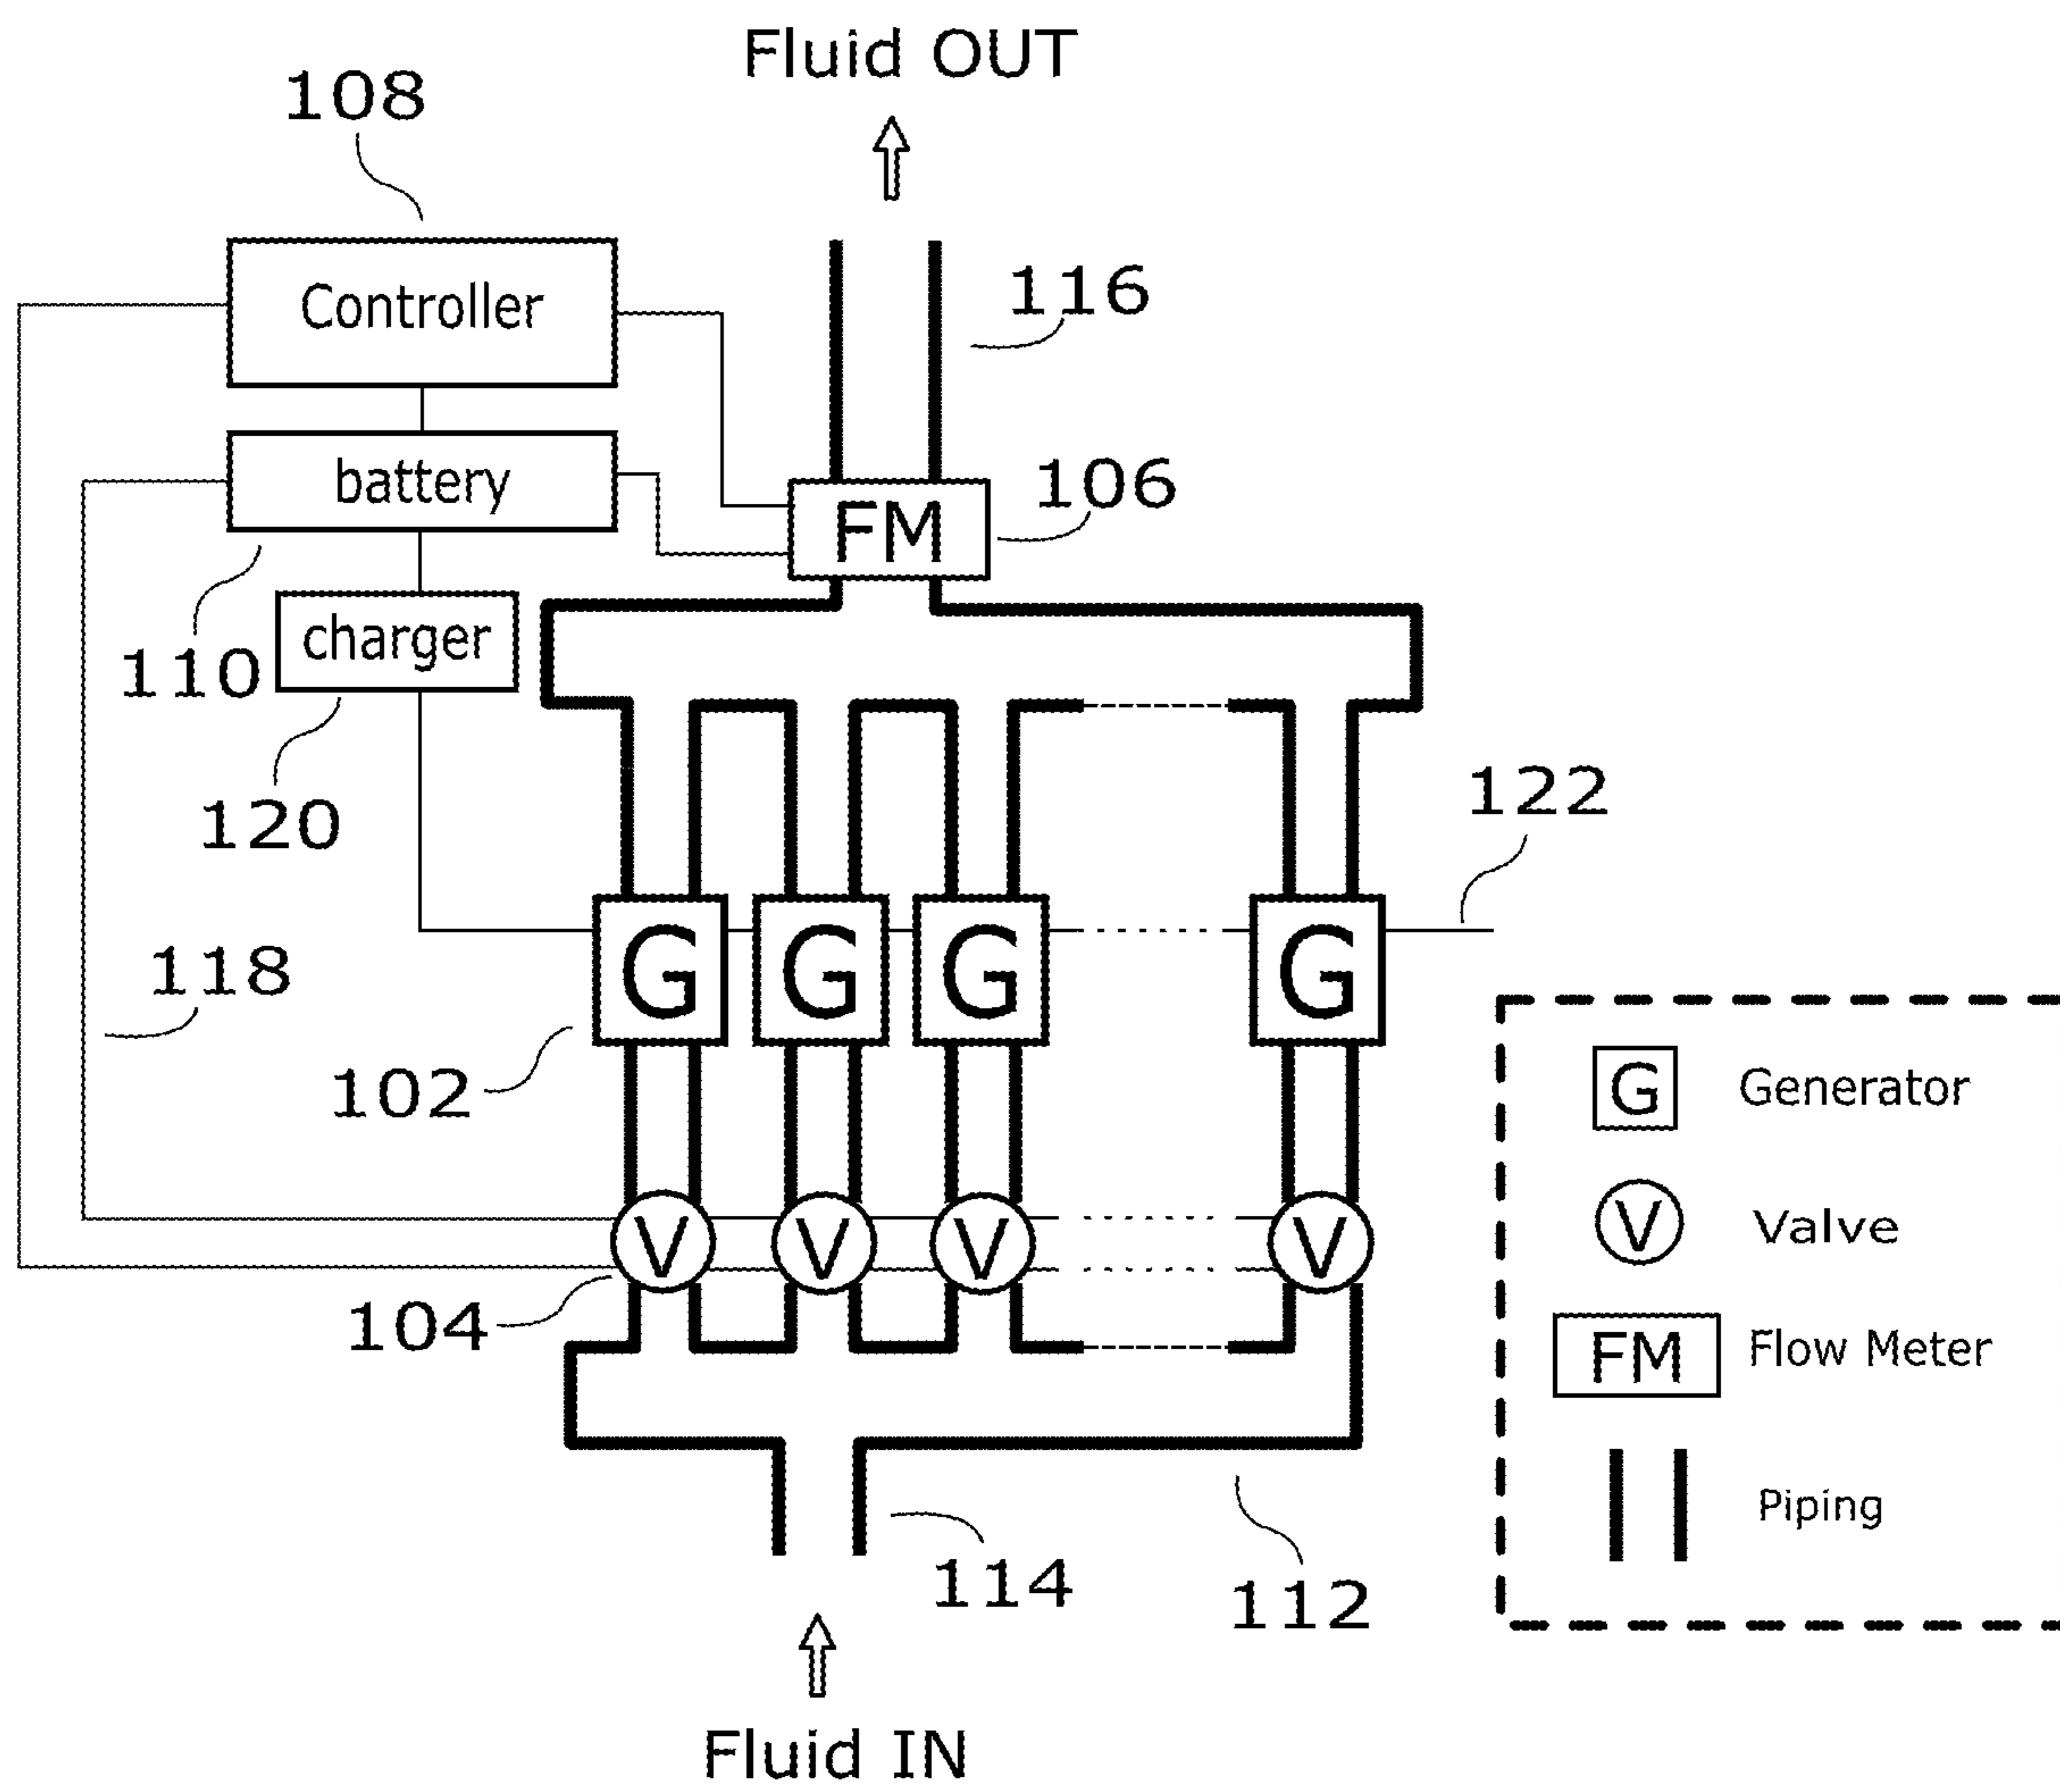 Fluid OUT
108
Controller
116
battery
FM
106
charger
110
120
122
G G G G
118
102
V V V V
104
114
112
Fluid IN
G Generator
V Valve
FM Flow Meter
Piping